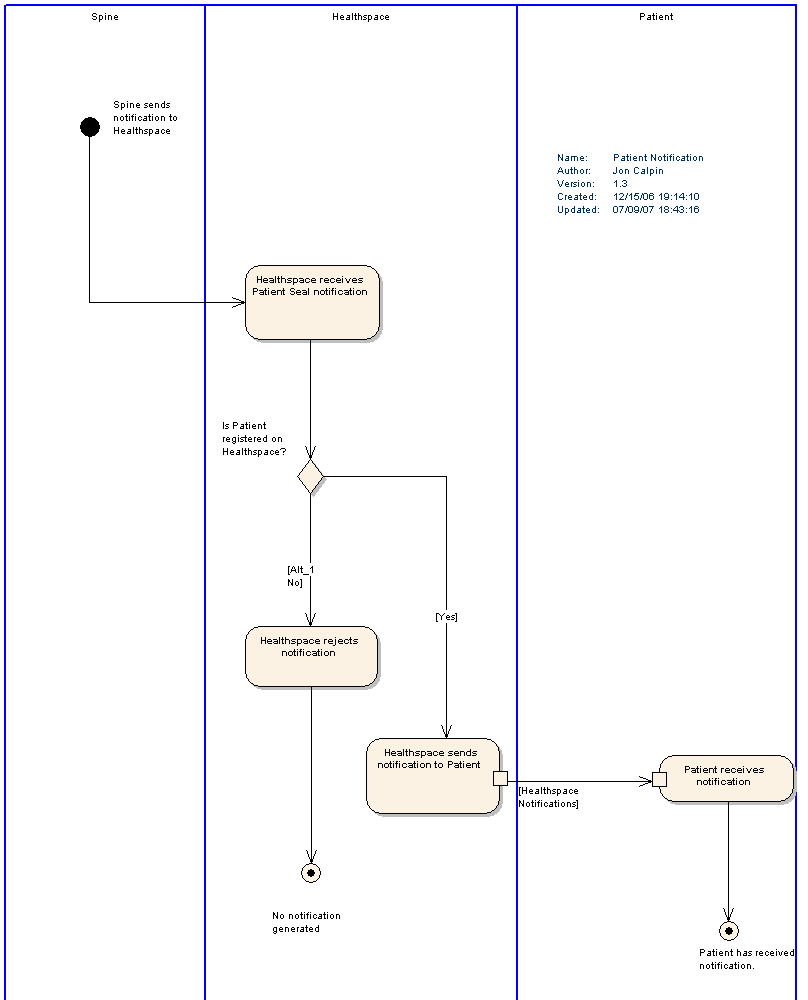 Spine
Healthspace
Patient
Spine sends
notification to
Healthspace
Name: Patient Notification
Author: Jon Calpin
Version: 1.3
Created: 12/15/06 19:14:10
Updated: 07/09/07 18:43:16
Healthspace receives
Patient Seal notification
Is Patient
registered on
Healthspace?
[Alt_1
No]
[Yes]
Healthspace rejects
notification
Healthspace sends
notification to Patient
[Healthspace
Notifications]
Patient receives
notification
No notification
generated
Patient has received
notification.